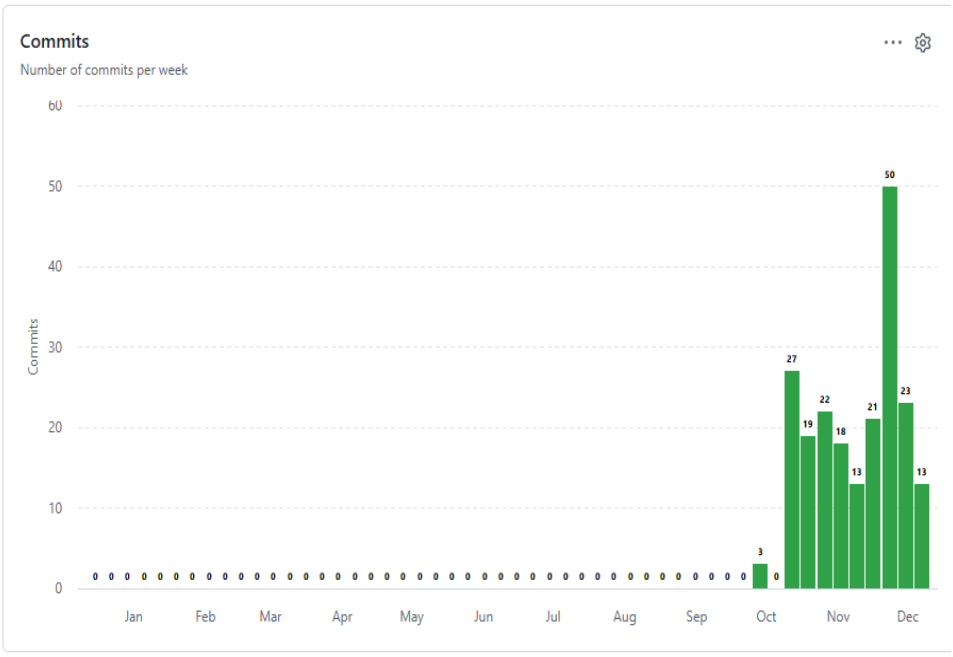 Commits
Number of commits per week
60
50
40
30
20
10
0
Commits
0 0 0 0 0 0 0 0 0 0 0 0 0 0 0 0 0 0 0 0 0 0 0 0 0 0 0 0 0 0 0 0 0 0 0 0 0 0 0 0 0 3 0 27 19 22 18 13 21 50 23 13
Jan Feb Mar Apr May Jun Jul Aug Sep Oct Nov Dec